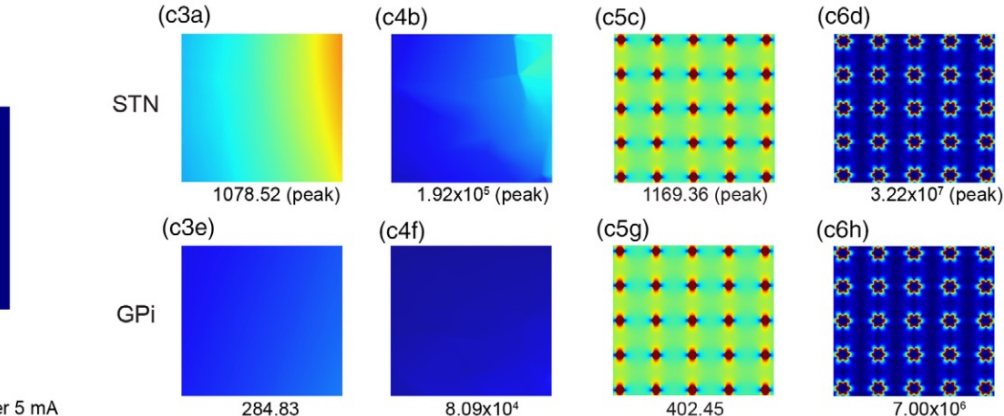 (c3a) (c4b) (c5c) (c6d)
STN
1078.52 (peak) 1.92x10⁵ (peak) 1169.36 (peak) 3.22x10⁷ (peak)
(c3e) (c4f) (c5g) (c6h)
GPi
er 5 mA 284.83 8.09x10⁴ 402.45 7.00x10⁶